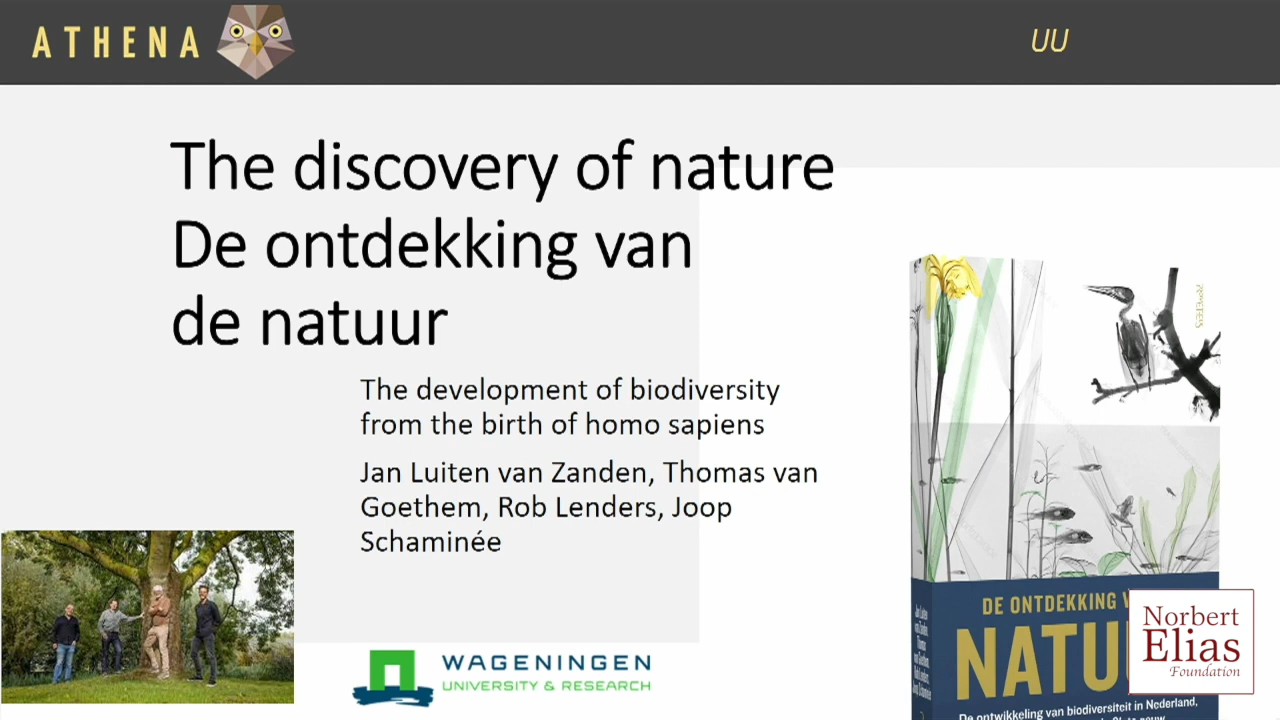 ATHENA
UU
The discovery of nature
De ontdekking van
de natuur
The development of biodiversity
from the birth of homo sapiens
Jan Luiten van Zanden, Thomas van
Goethem, Rob Lenders, Joop
Schaminée
WAGENINGEN
UNIVERSITY & RESEARCH
DE ONTDEKKING
NATU
De ontwikkeling van biodiversiteit in Nederland,
Norbert
Elias
Foundation